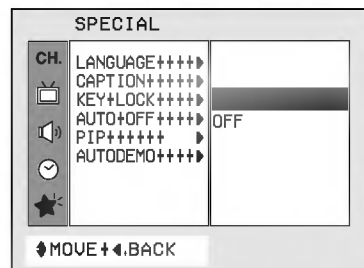 SPECIAL
CH.
LANGUAGE
CAPTION
KEY LOCK
AUTO OFF
OFF
PIP
AUTODEMO
MOVE BACK